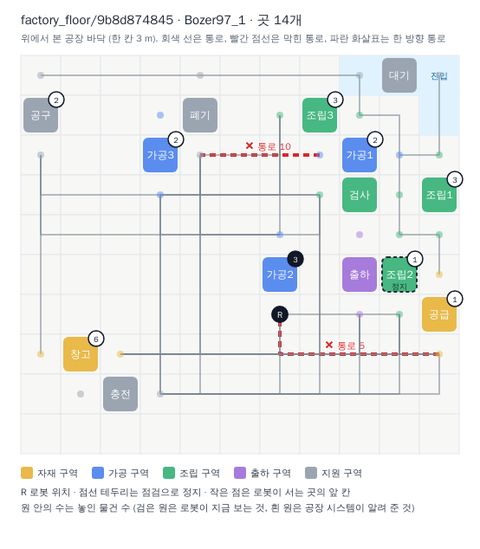 factory_floor/9b8d874845 · Bozer97_1 · 곳 14개
위에서 본 공장 바닥 (한 칸 3 m). 회색 선은 통로, 빨간 점선은 막힌 통로, 파란 화살표는 한 방향 통로
대기
진입
공구 2
폐기
조립3 3
가공3 2
✕ 통로 10
가공1 2
검사
조립1 3
가공2 3
출하
조립2 1
정지
공급 1
R
✕ 통로 5
창고 6
충전
자재 구역 가공 구역 조립 구역 출하 구역 지원 구역
R 로봇 위치 · 점선 테두리는 점검으로 정지 · 작은 점은 로봇이 서는 곳의 앞 칸
원 안의 수는 놓인 물건 수 (검은 원은 로봇이 지금 보는 것, 흰 원은 공장 시스템이 알려 준 것)